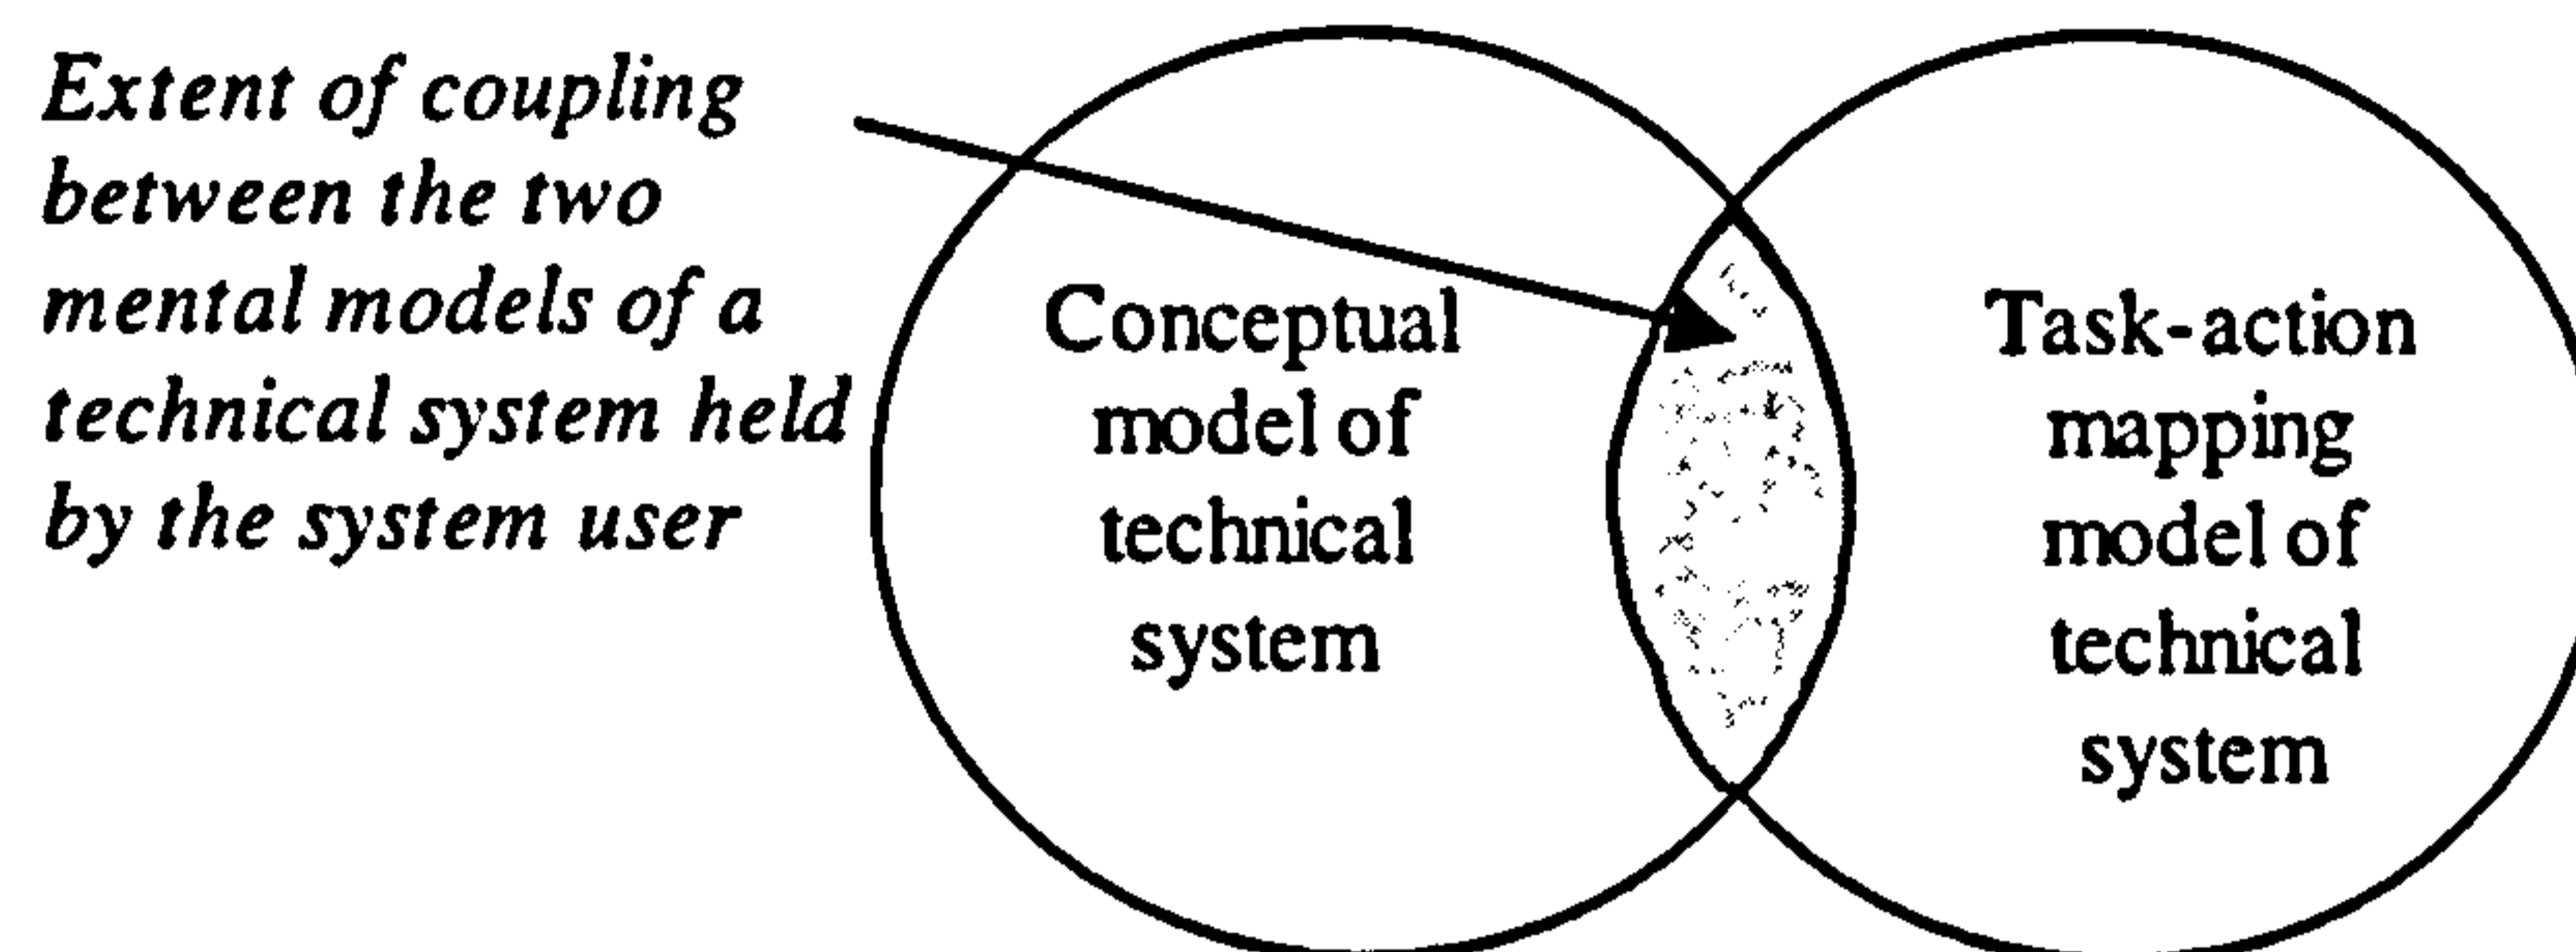 Extent of coupling
between the two
mental models of a
technical system held
by the system user
Conceptual
model of
technical
system
Task-action
mapping
model of
technical
system